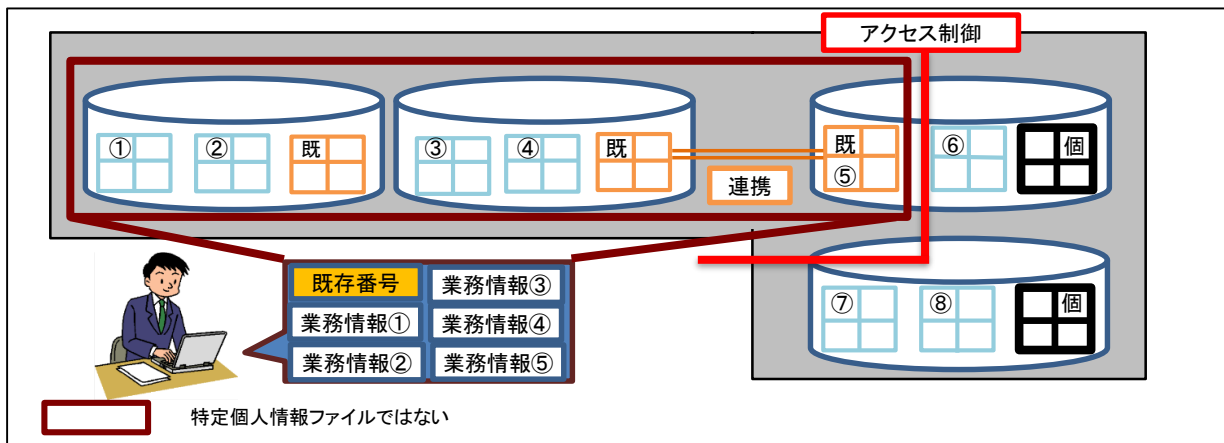 アクセス制御
① ② 既 ③ ④ 既 既 ⑥ 個
⑤
連携
既存番号 業務情報③
業務情報① 業務情報④
業務情報② 業務情報⑤
⑦ ⑧ 個
特定個人情報ファイルではない